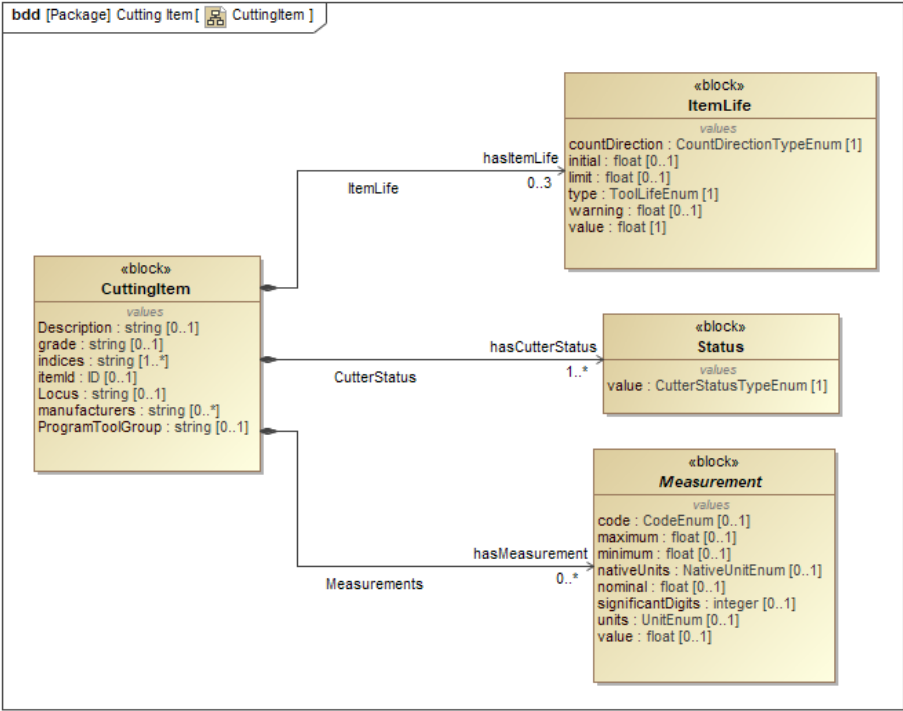 bdd [Package] Cutting Item [ CuttingItem ]
«block»
ItemLife
values
countDirection : CountDirectionTypeEnum [1]
initial : float [0..1]
limit : float [0..1]
type : ToolLifeEnum [1]
warning : float [0..1]
value : float [1]
hasItemLife
0..3
ItemLife
«block»
CuttingItem
values
Description : string [0..1]
grade : string [0..1]
indices : string [1..*]
itemId : ID [0..1]
Locus : string [0..1]
manufacturers : string [0..*]
ProgramToolGroup : string [0..1]
hasCutterStatus
1..*
CutterStatus
«block»
Status
values
value : CutterStatusTypeEnum [1]
hasMeasurement
0..*
Measurements
«block»
Measurement
values
code : CodeEnum [0..1]
maximum : float [0..1]
minimum : float [0..1]
nativeUnits : NativeUnitEnum [0..1]
nominal : float [0..1]
significantDigits : integer [0..1]
units : UnitEnum [0..1]
value : float [0..1]